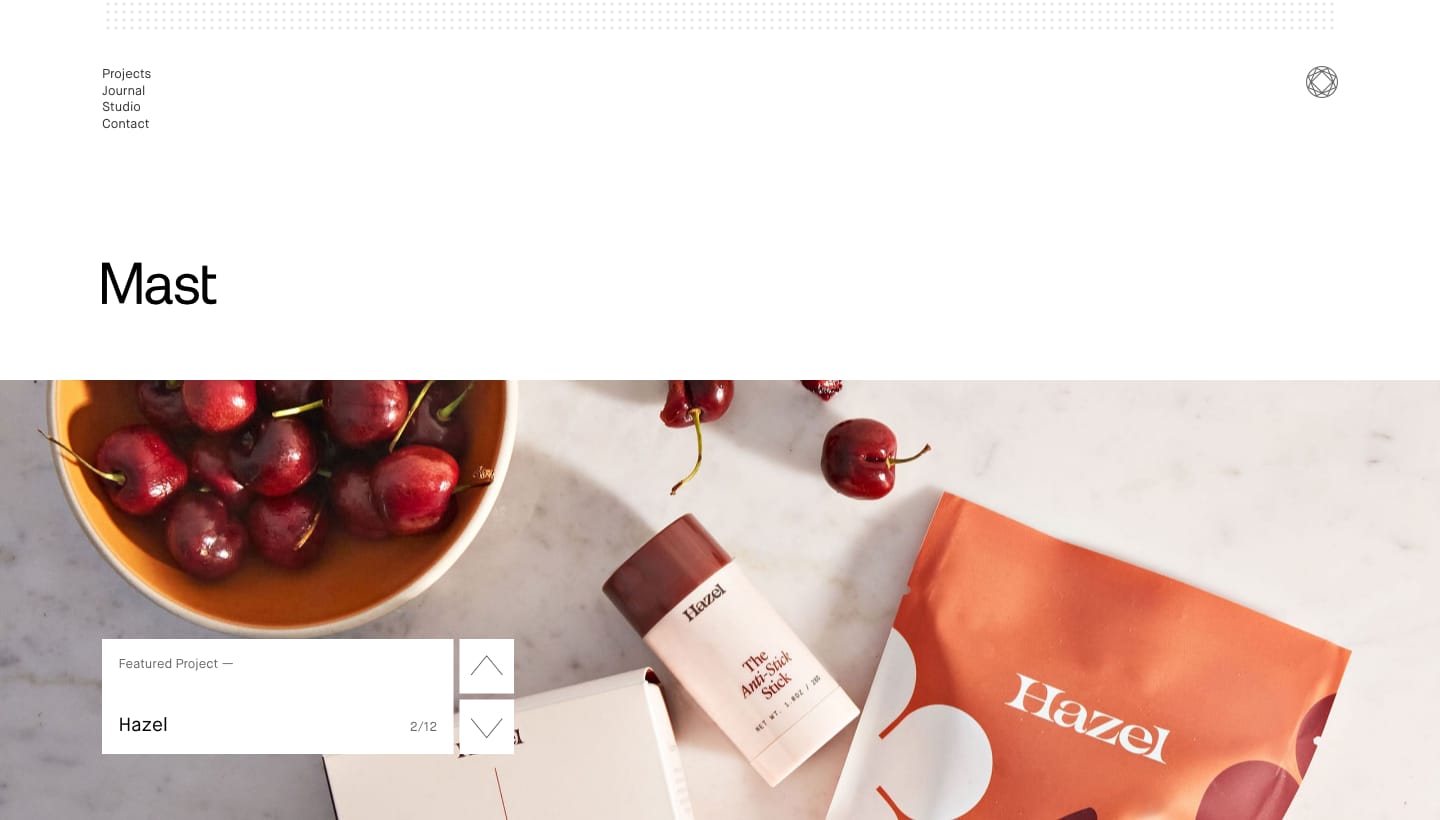 Projects
Journal
Studio
Contact
Mast
Hazel
The
Anti-Stick
Stick
NET WT. 1.0OZ / 28G
Hazel
Featured Project —
Hazel
2/12